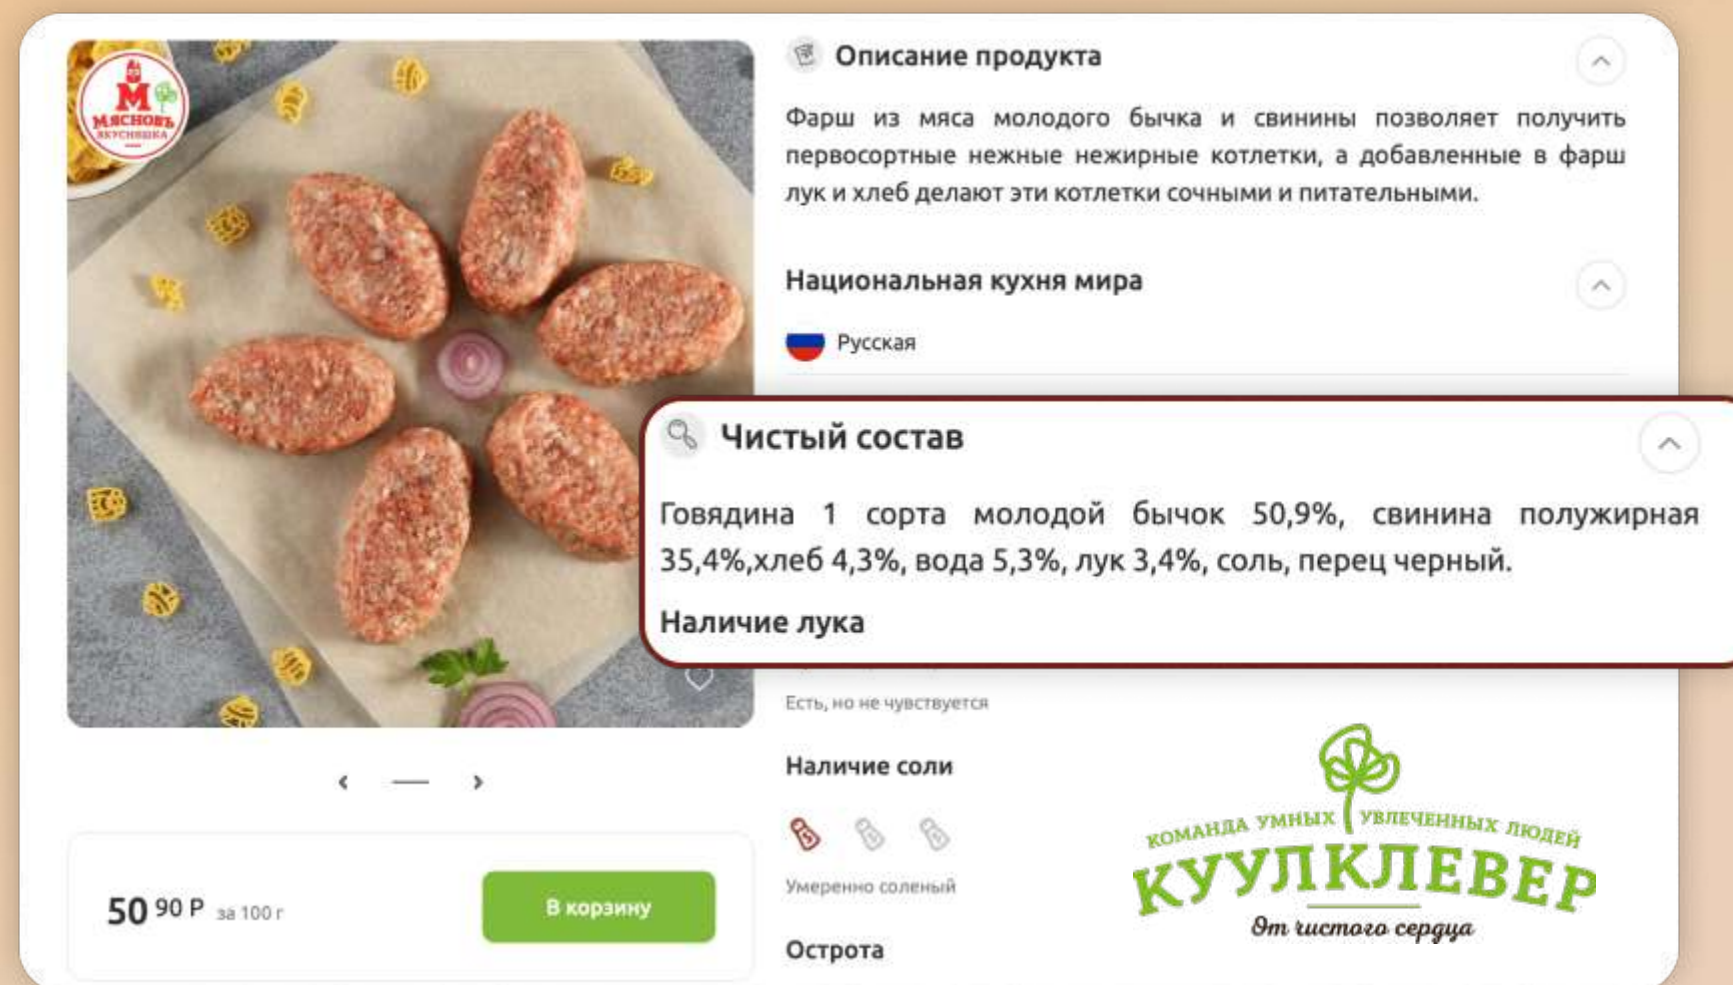 М
МЯСНОВЪ
ВКУСНЯШКА
Описание продукта
Фарш из мяса молодого бычка и свинины позволяет получить
первосортные нежные нежирные котлетки, а добавленные в фарш
лук и хлеб делают эти котлетки сочными и питательными.
Национальная кухня мира
Русская
Чистый состав
Говядина 1 сорта молодой бычок 50,9%, свинина полужирная
35,4%,хлеб 4,3%, вода 5,3%, лук 3,4%, соль, перец черный.
Наличие лука
Есть, но не чувствуется
Наличие соли
Умеренно соленый
Острота
50 90 Р за 100 г
В корзину
КОМАНДА УМНЫХ УВЛЕЧЕННЫХ ЛЮДЕЙ
КУУЛКЛЕВЕР
От чистого сердца